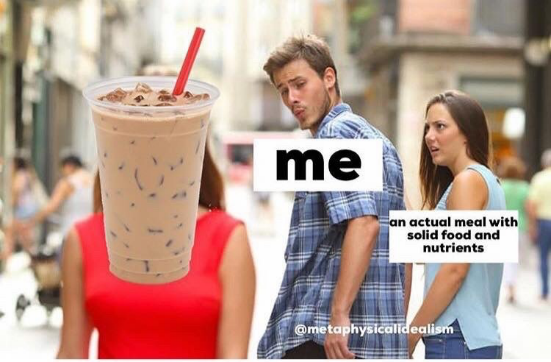 me
an actual meal with
solid food and
nutrients
@metaphysicalidealism